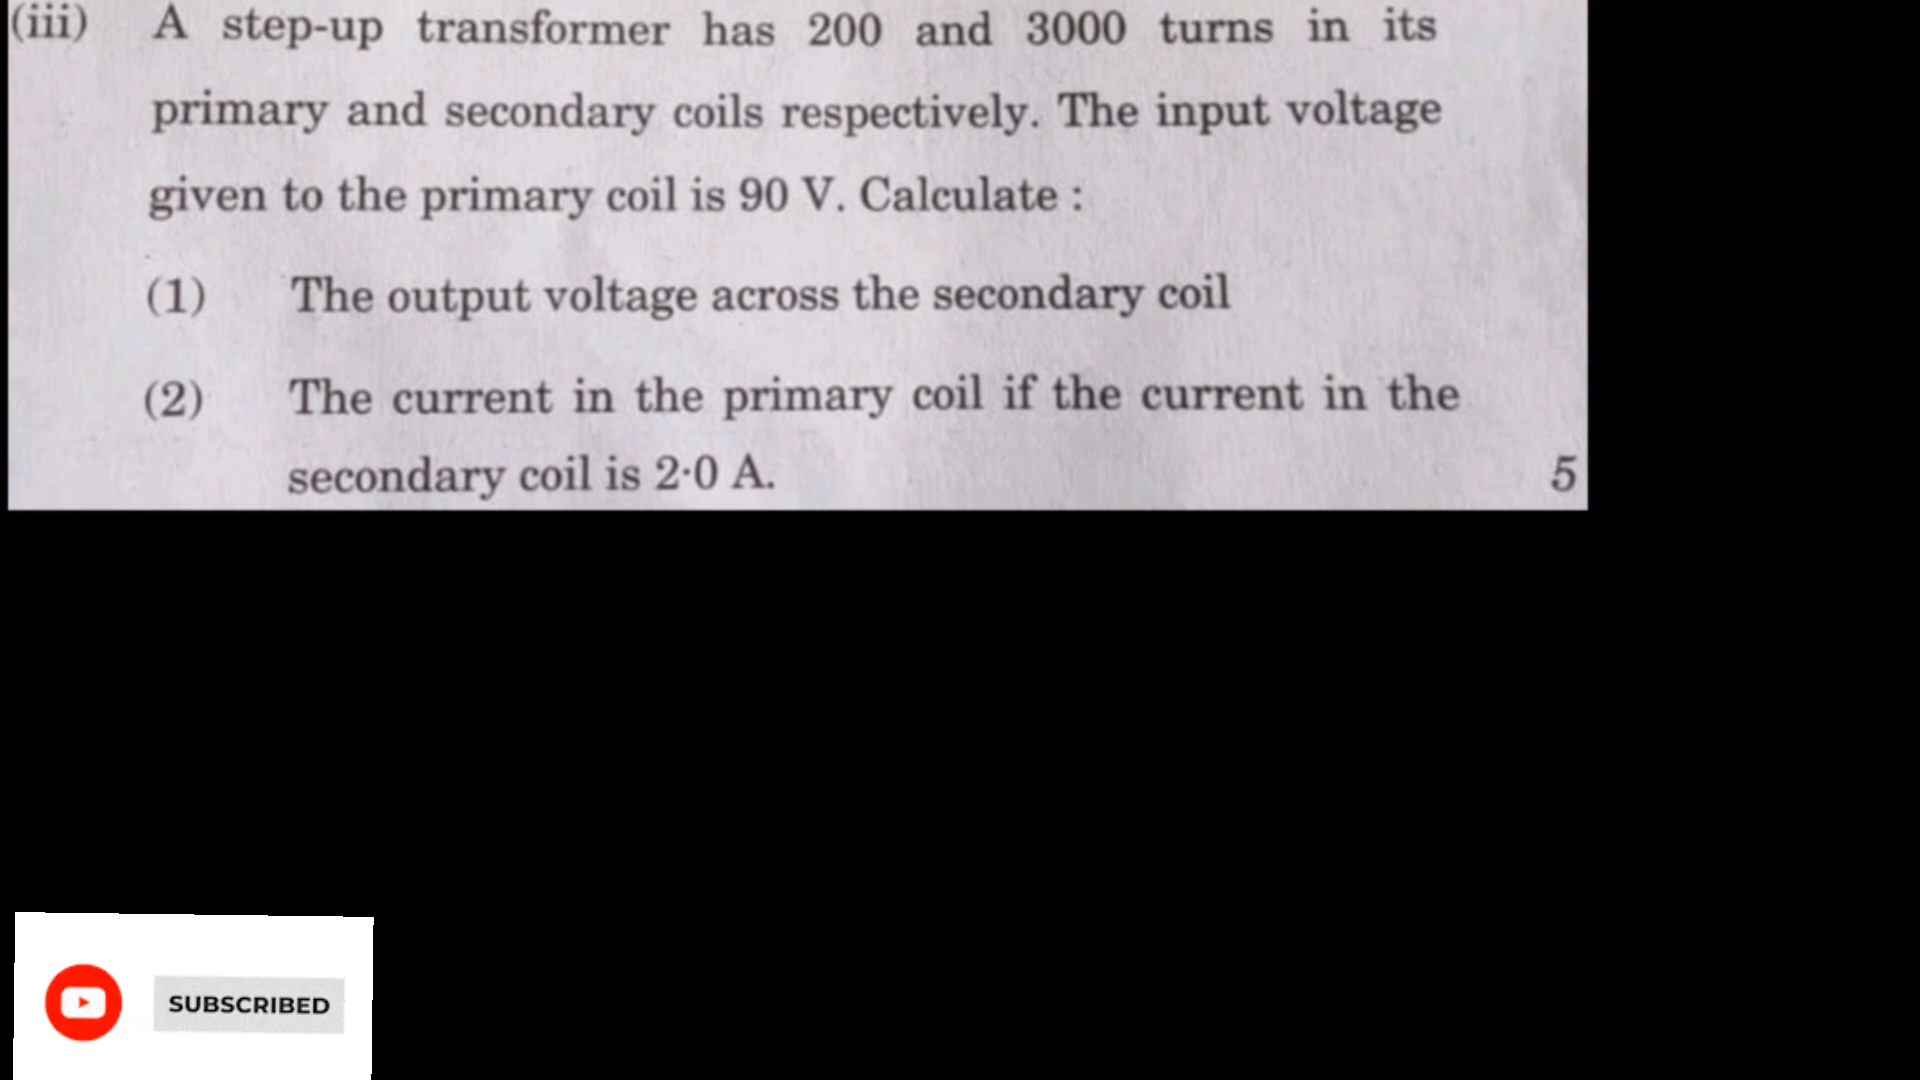 (iii) A step-up transformer has 200 and 3000 turns in its
primary and secondary coils respectively. The input voltage
given to the primary coil is 90 V. Calculate :
(1) The output voltage across the secondary coil
(2) The current in the primary coil if the current in the
secondary coil is 2·0 A. 5
SUBSCRIBED